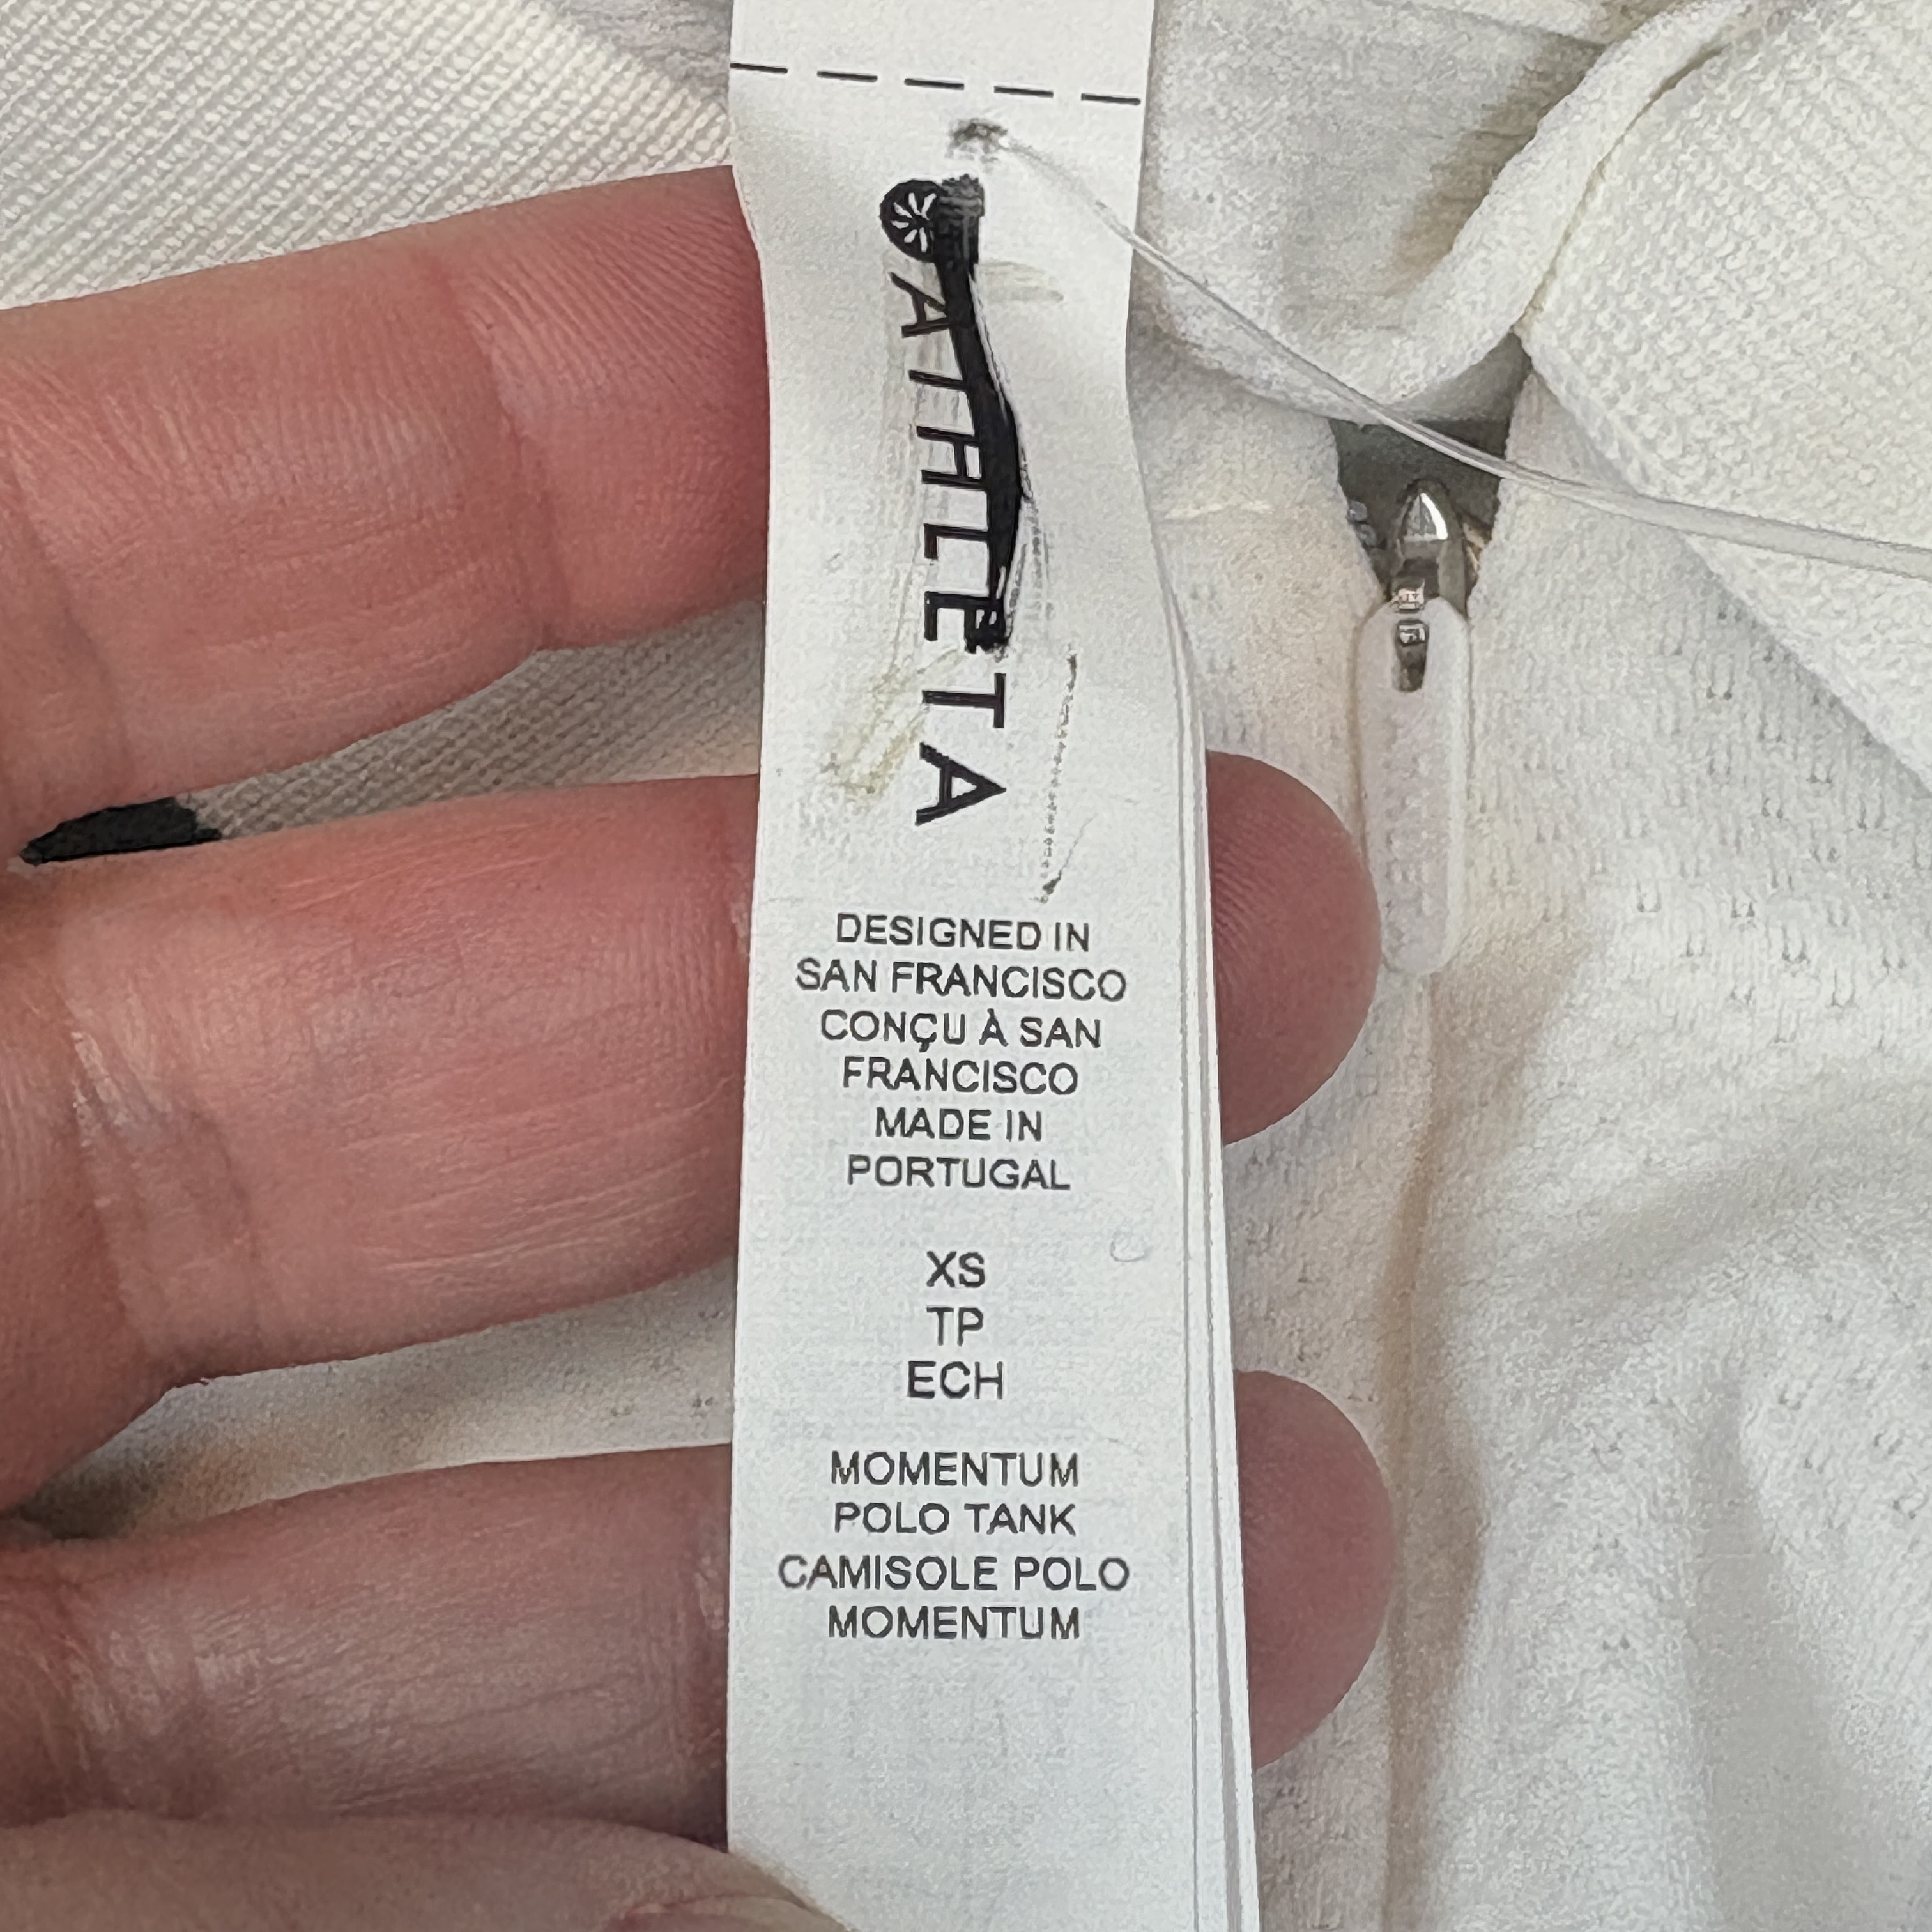 ATHLETA
DESIGNED IN
SAN FRANCISCO
CONÇU À SAN
FRANCISCO
MADE IN
PORTUGAL
XS
TP
ECH
MOMENTUM
POLO TANK
CAMISOLE POLO
MOMENTUM